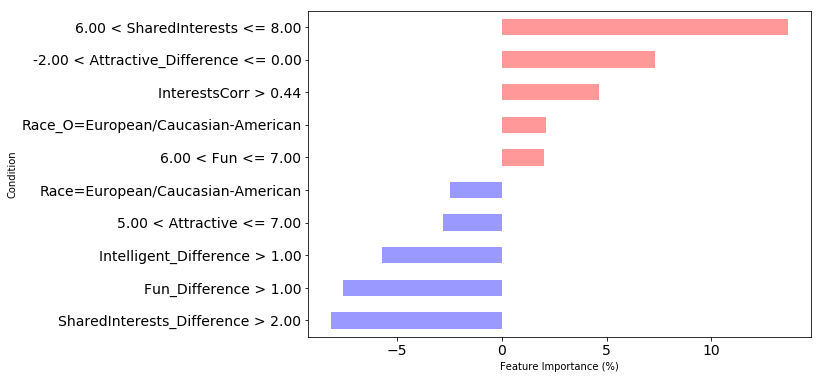 6.00 < SharedInterests <= 8.00
-2.00 < Attractive_Difference <= 0.00
InterestsCorr > 0.44
Race_O=European/Caucasian-American
6.00 < Fun <= 7.00
Race=European/Caucasian-American
5.00 < Attractive <= 7.00
Intelligent_Difference > 1.00
Fun_Difference > 1.00
SharedInterests_Difference > 2.00
Condition
−5 0 5 10
Feature Importance (%)